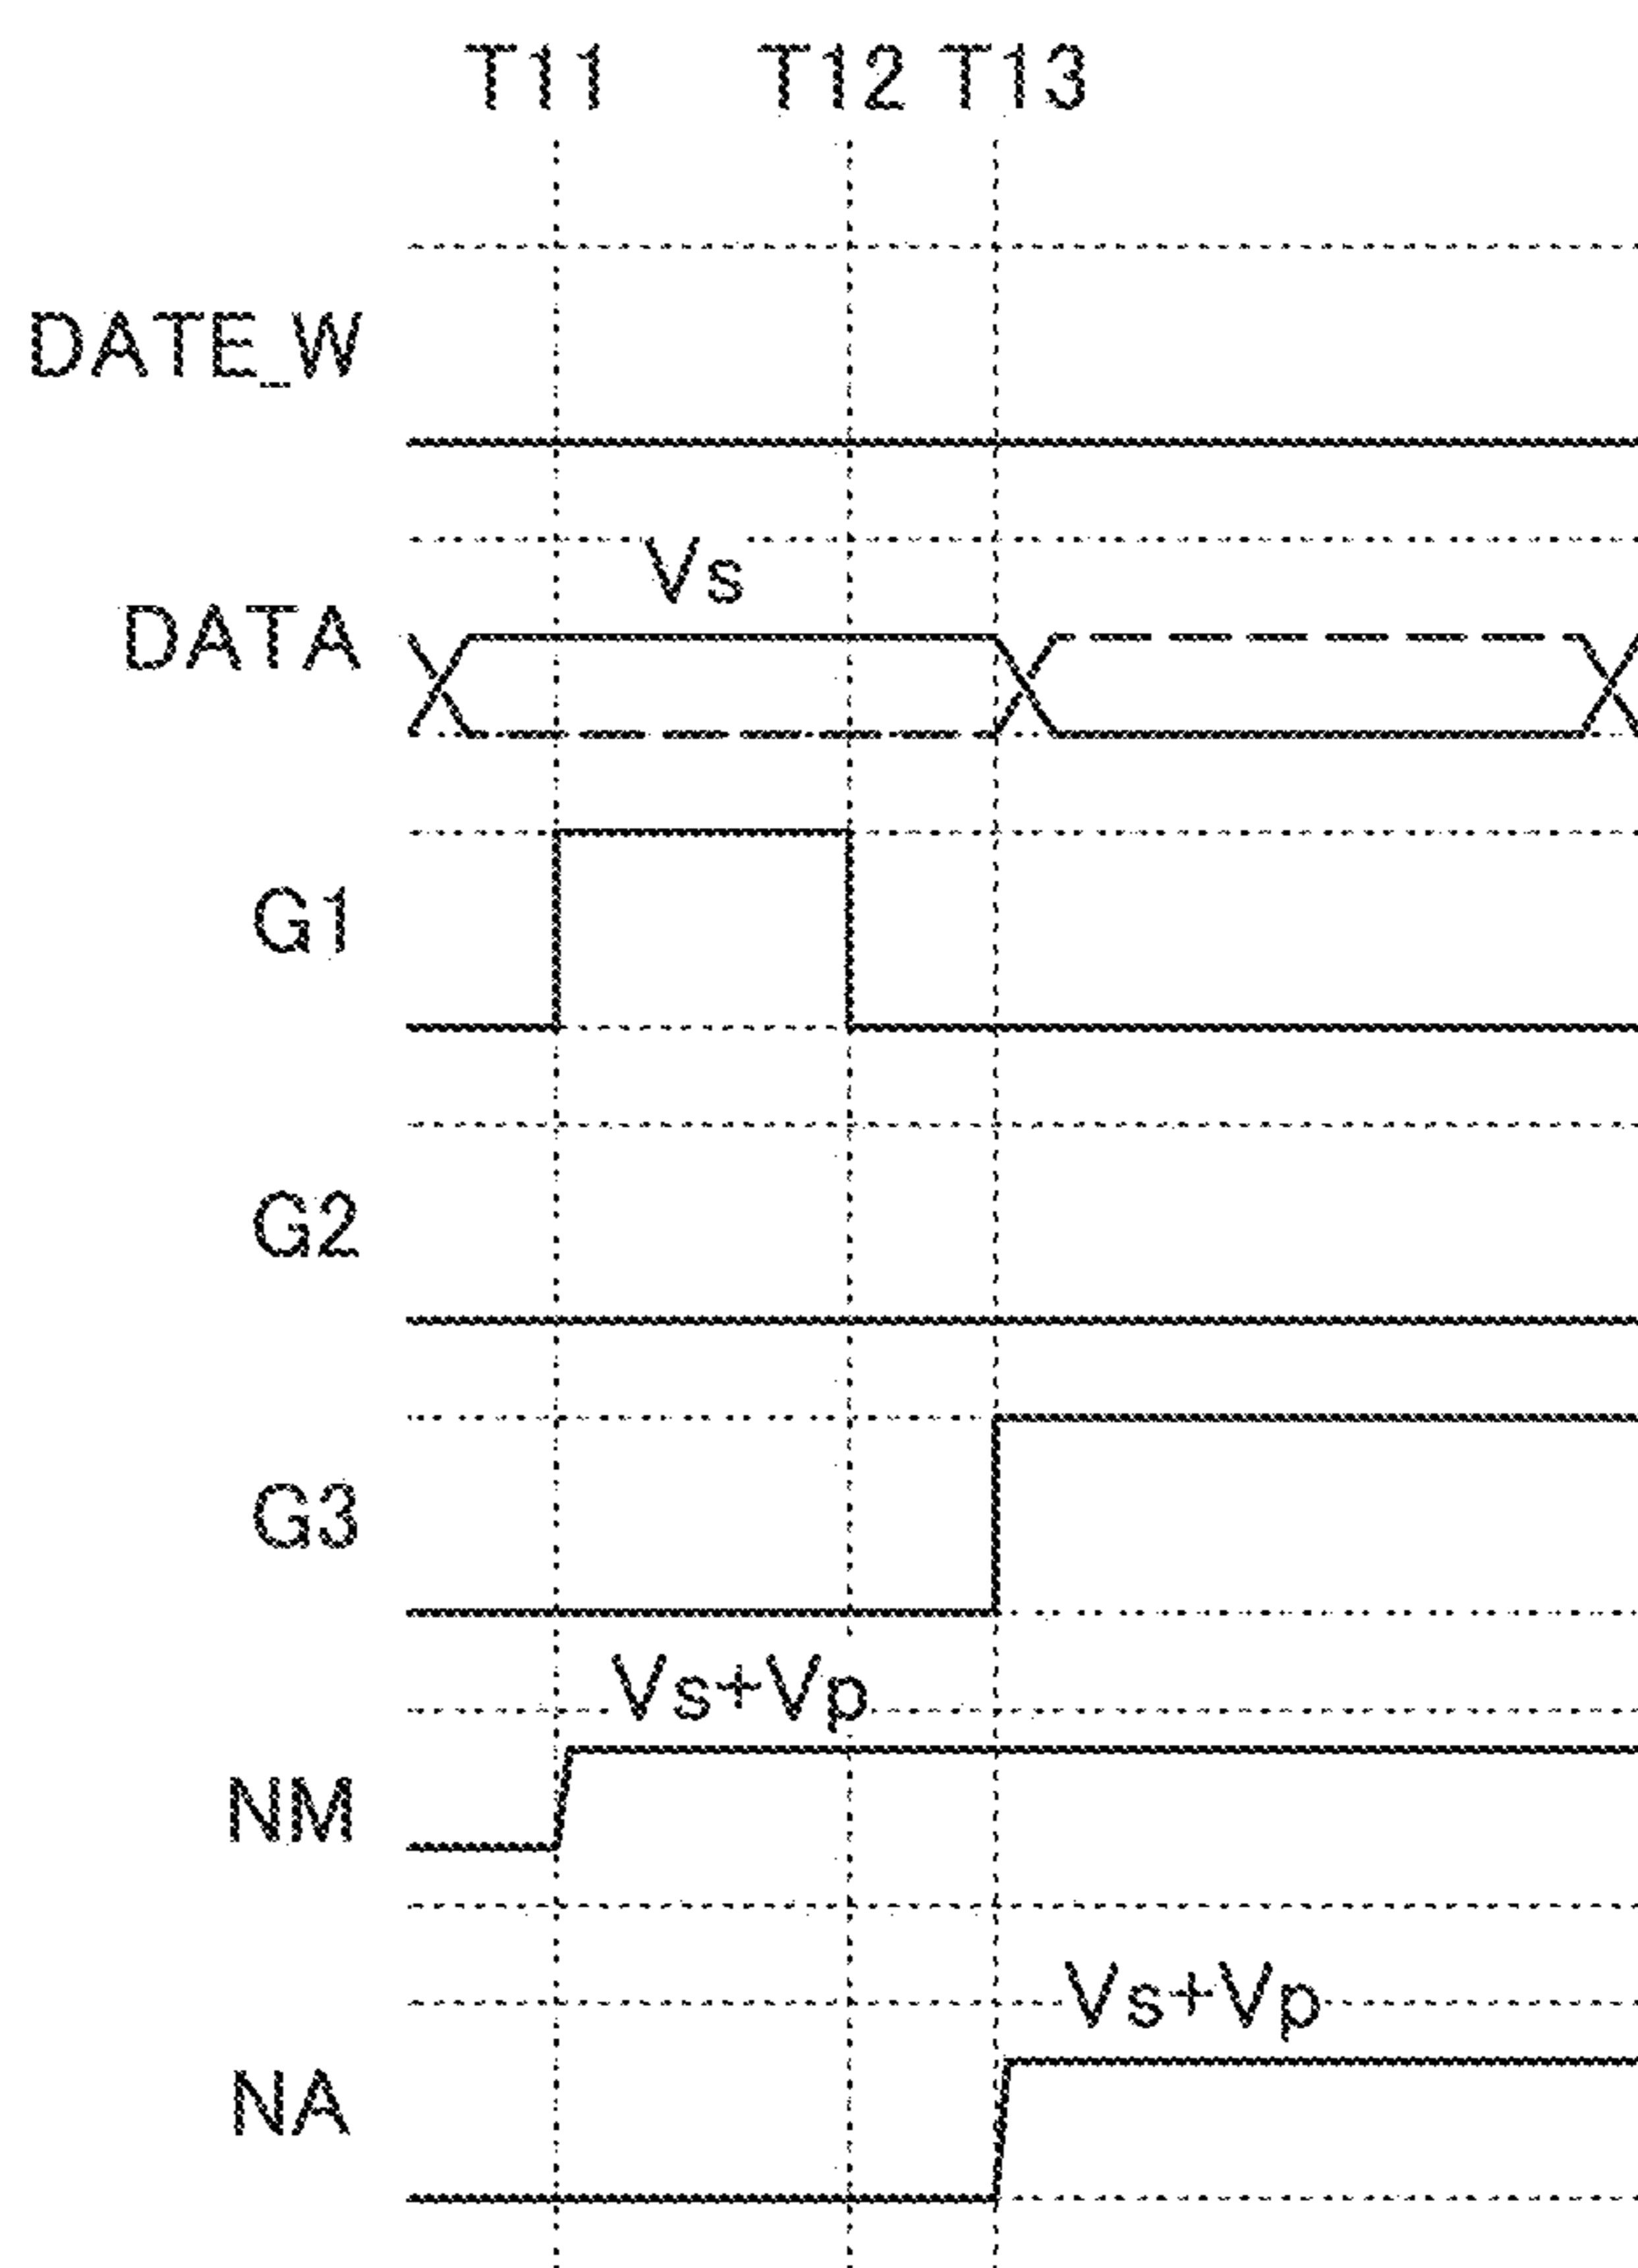 T11 T12 T13
DATE_W
Vs
DATA
G1
G2
G3
Vs+Vp
NM
Vs+Vp
NA